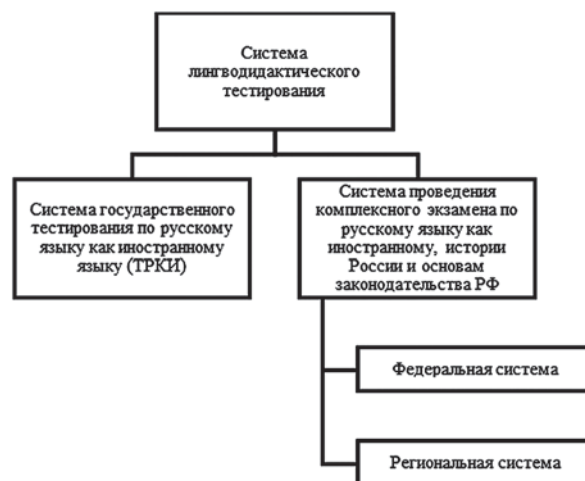 Система
лингводидактического
тестирования
Система государственного
тестирования по русскому
языку как иностранному
языку (ТРКИ)
Система проведения
комплексного экзамена по
русскому языку как
иностранному, истории
России и основам
законодательства РФ
Федеральная система
Региональная система